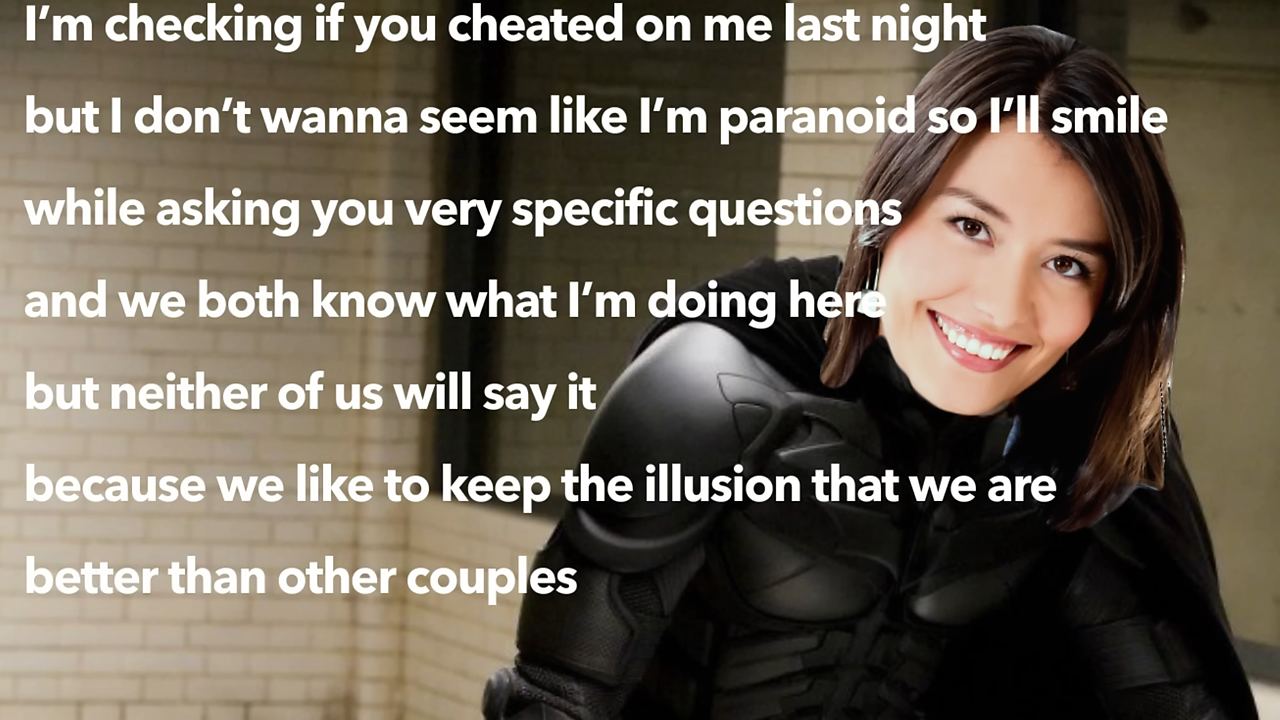 I’m checking if you cheated on me last night
but I don’t wanna seem like I’m paranoid so I’ll smile
while asking you very specific questions
and we both know what I’m doing here
but neither of us will say it
because we like to keep the illusion that we are
better than other couples